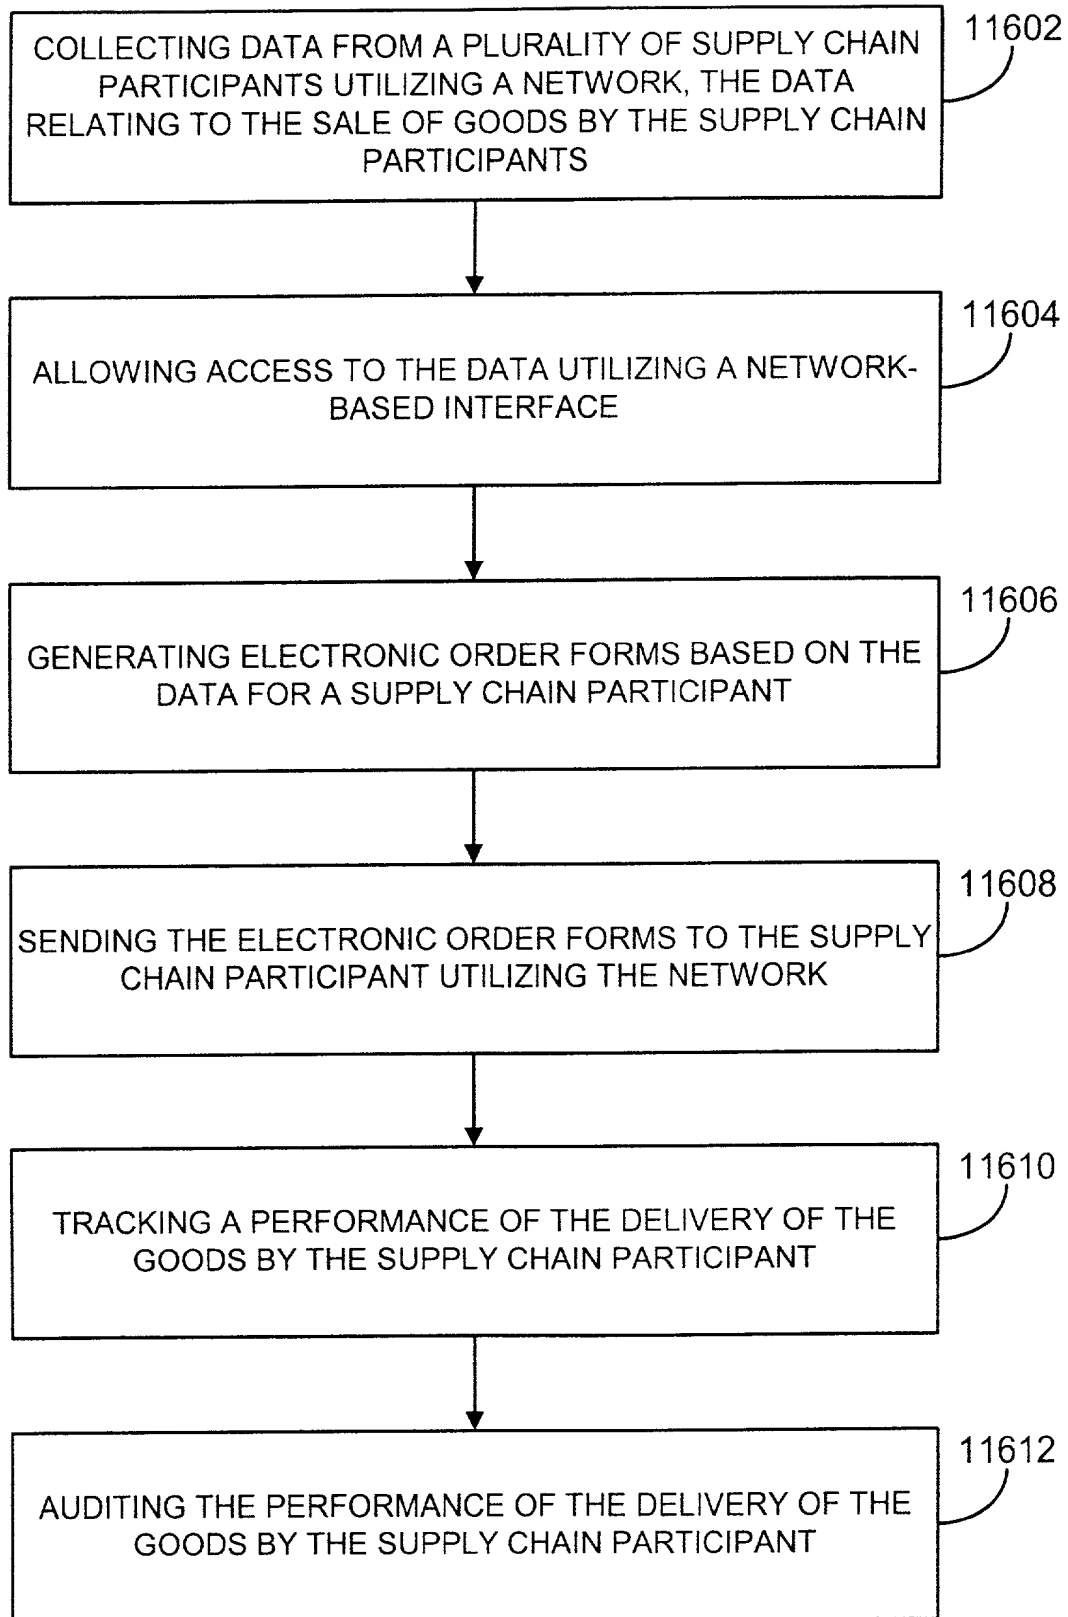 COLLECTING DATA FROM A PLURALITY OF SUPPLY CHAIN
PARTICIPANTS UTILIZING A NETWORK, THE DATA
RELATING TO THE SALE OF GOODS BY THE SUPPLY CHAIN
PARTICIPANTS
11602
ALLOWING ACCESS TO THE DATA UTILIZING A NETWORK-
BASED INTERFACE
11604
GENERATING ELECTRONIC ORDER FORMS BASED ON THE
DATA FOR A SUPPLY CHAIN PARTICIPANT
11606
SENDING THE ELECTRONIC ORDER FORMS TO THE SUPPLY
CHAIN PARTICIPANT UTILIZING THE NETWORK
11608
TRACKING A PERFORMANCE OF THE DELIVERY OF THE
GOODS BY THE SUPPLY CHAIN PARTICIPANT
11610
AUDITING THE PERFORMANCE OF THE DELIVERY OF THE
GOODS BY THE SUPPLY CHAIN PARTICIPANT
11612